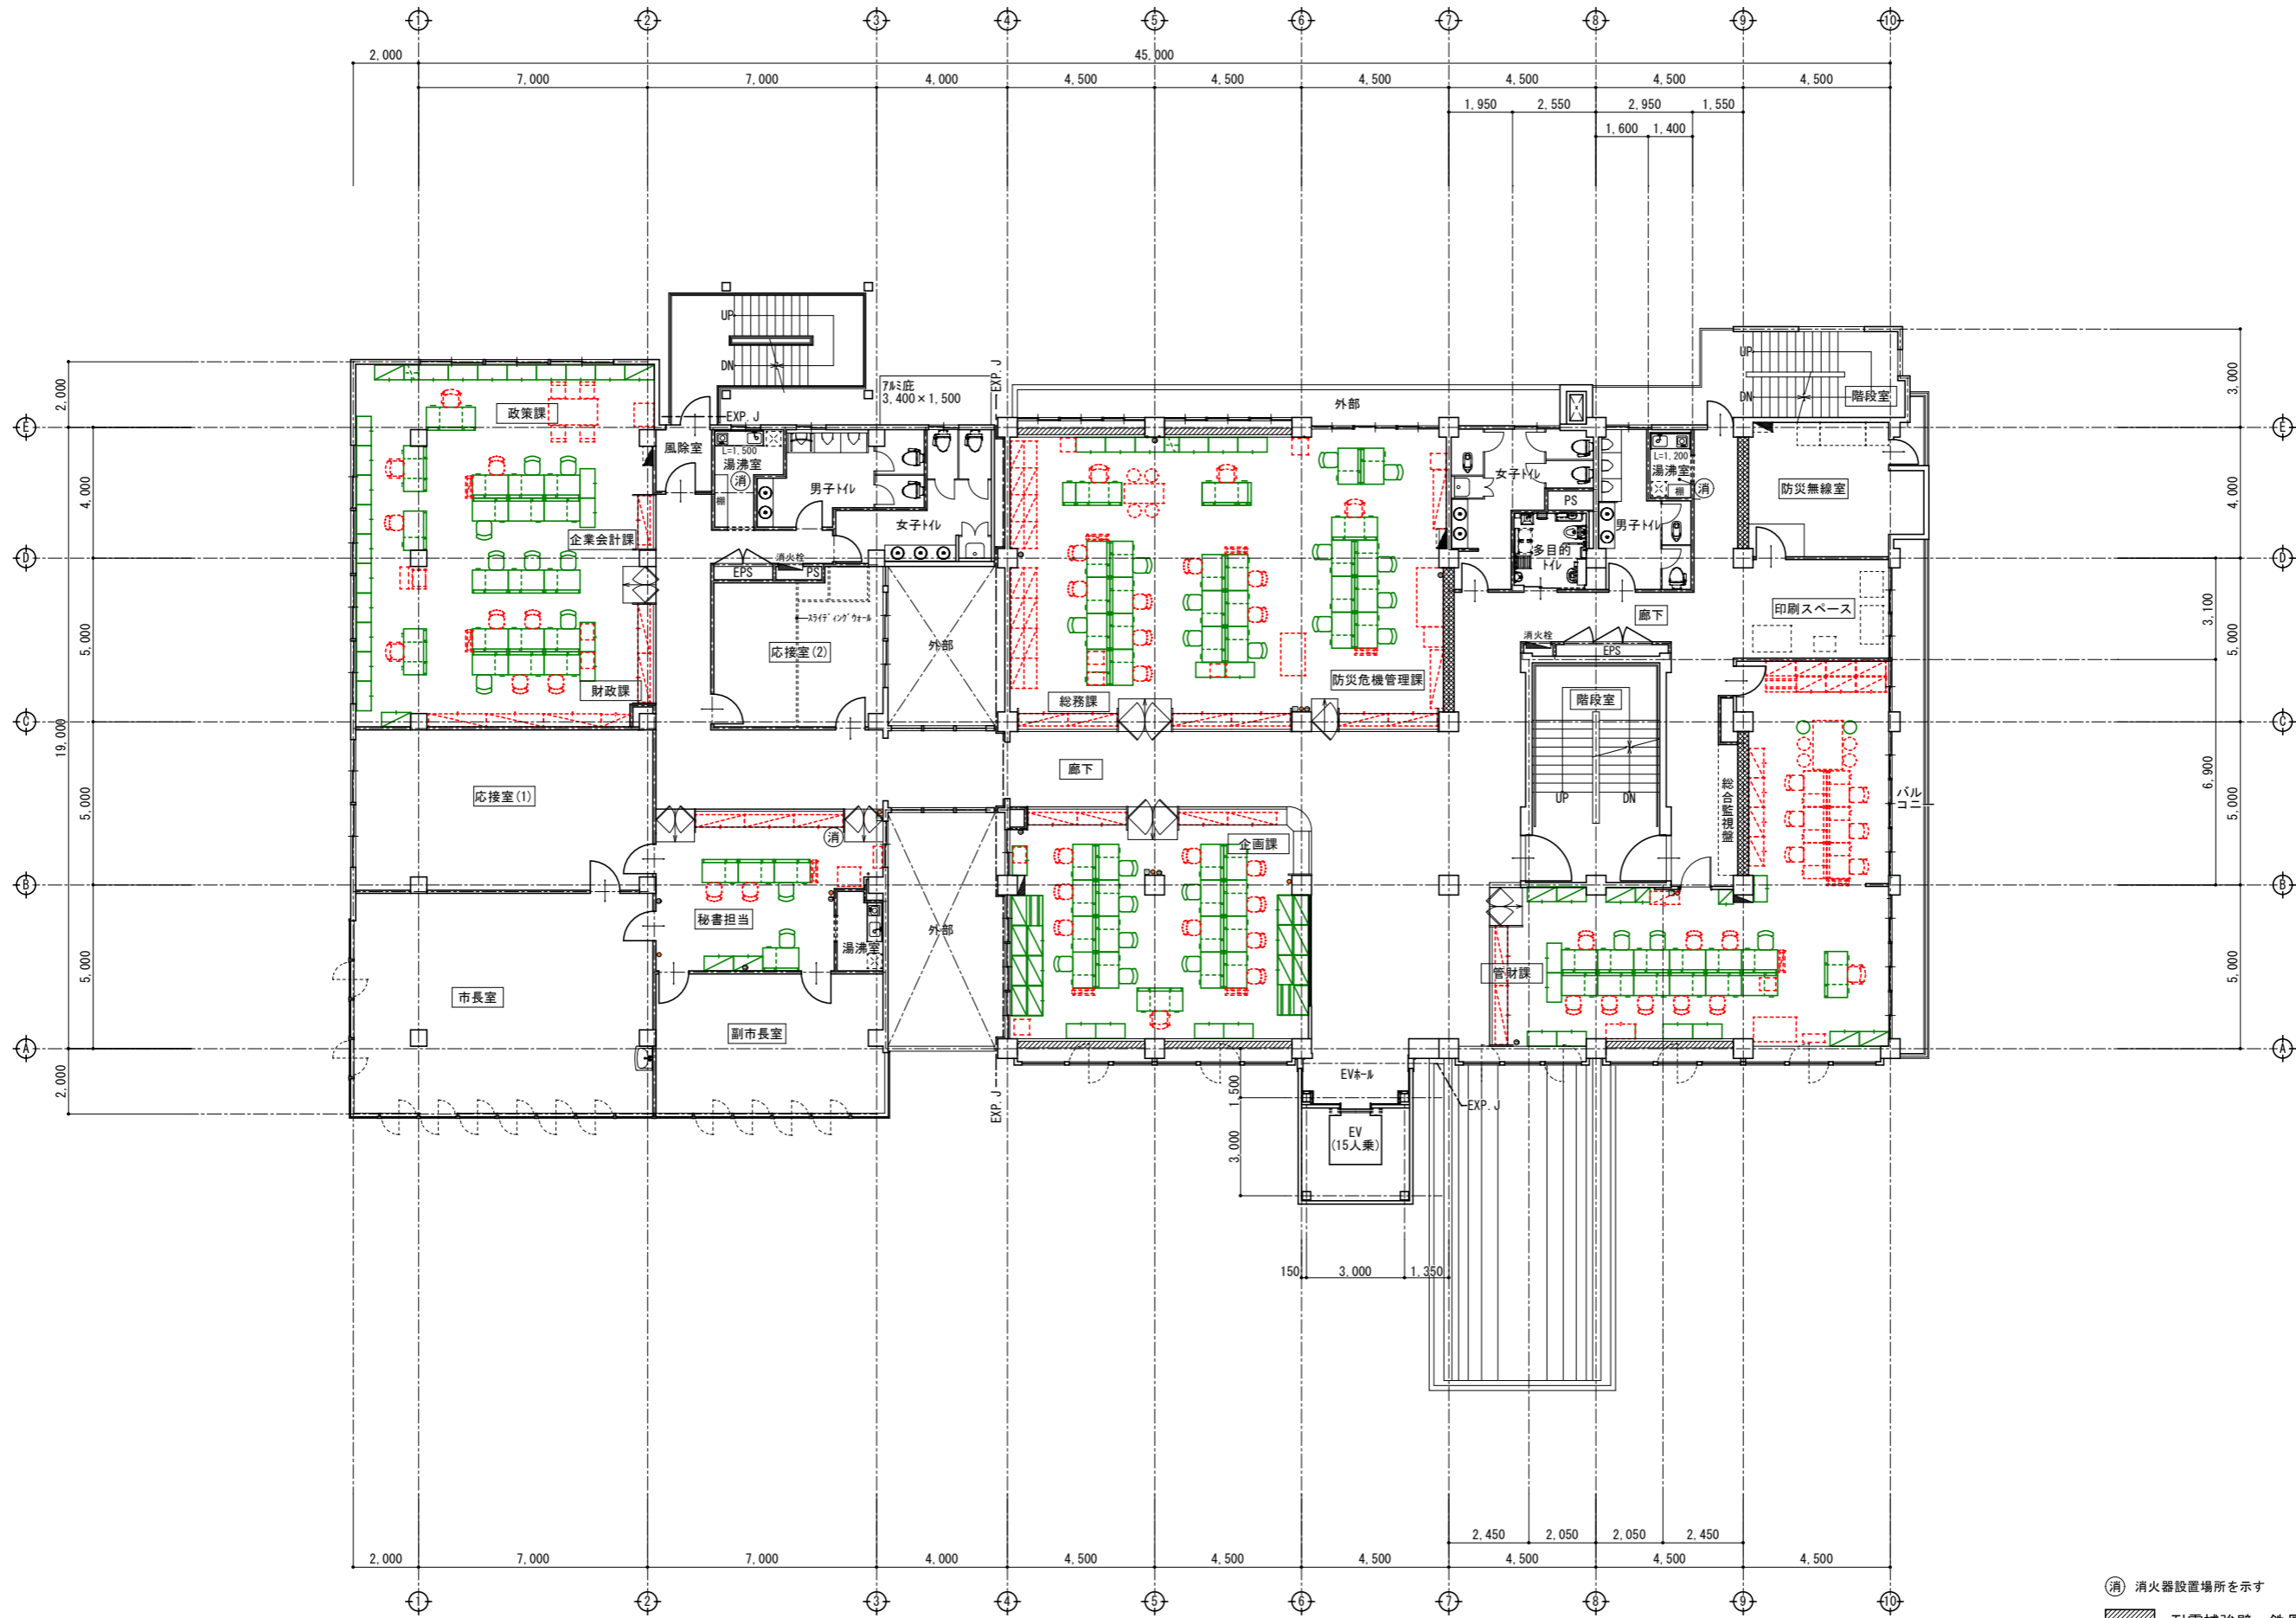 1 2 3 4 5 6 7 8 9 10
2,000 45,000
7,000 7,000 4,000 4,500 4,500 4,500 4,500 4,500 4,500
1,950 2,550 2,950 1,550
1,600 1,400
UP
DN
アルミ庇
3,400×1,500
EXP.J
EXP.J
外部
UP
DN
階段室
2,000
3,000
E
E
政策課
風除室
L=1,500
湯沸室
消
棚
男子トイレ
女子トイレ
女子トイレ
PS
男子トイレ
L=1,200
湯沸室
棚
消
防災無線室
4,000
4,000
企業会計課
多目的
トイレ
D
D
消火栓
EPS
PS
スライディングウォール
応接室(2)
外部
廊下
印刷スペース
3,100
5,000
5,000
消火栓
EPS
財政課
総務課
防災危機管理課
階段室
C
C
19,000
応接室(1)
廊下
UP
DN
総合監視盤
バル
コニー
6,900
5,000
5,000
消
企画課
B
B
秘書担当
湯沸室
外部
管財課
5,000
5,000
市長室
副市長室
A
A
2,000
EXP.J
EVホール
EXP.J
1,500
EV
(15人乗)
3,000
150 3,000 1,350
2,450 2,050 2,050 2,450
2,000 7,000 7,000 4,000 4,500 4,500 4,500 4,500 4,500 4,500
1 2 3 4 5 6 7 8 9 10
消 消火器設置場所を示す